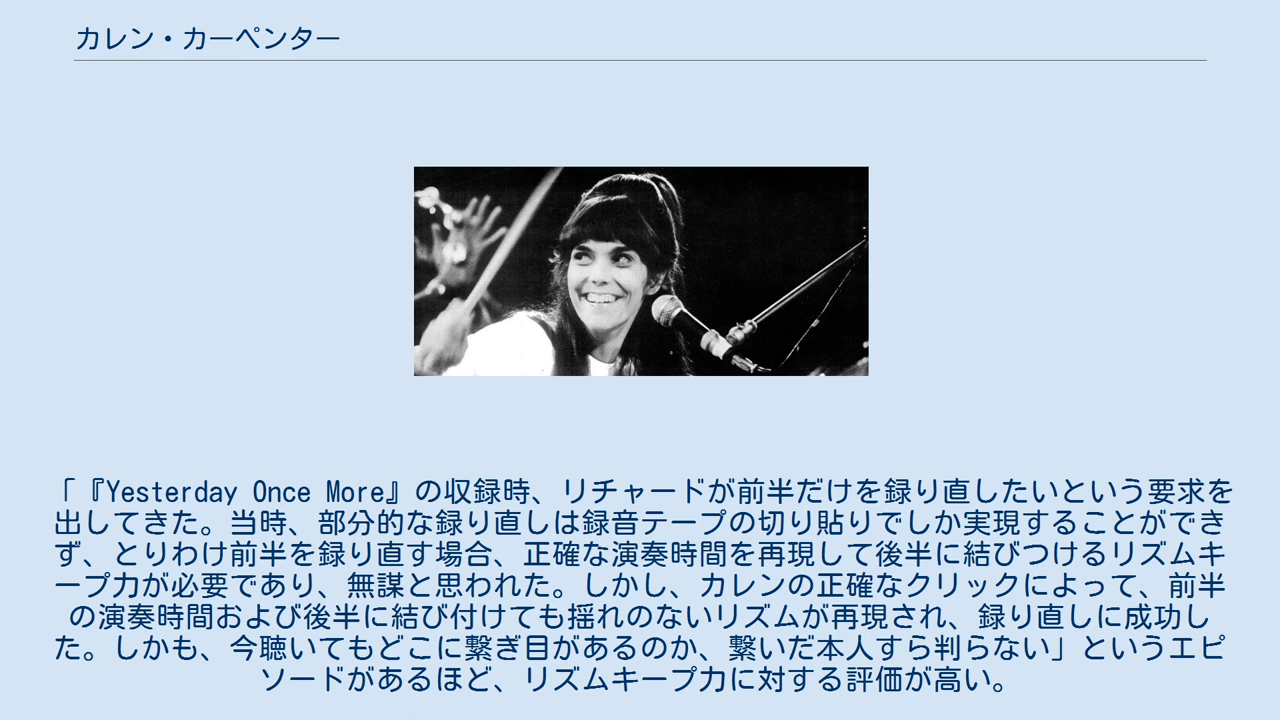 カレン・カーペンター
「『Yesterday Once More』の収録時、リチャードが前半だけを録り直したいという要求を
出してきた。当時、部分的な録り直しは録音テープの切り貼りでしか実現することができ
ず、とりわけ前半を録り直す場合、正確な演奏時間を再現して後半に結びつけるリズムキ
ープ力が必要であり、無謀と思われた。しかし、カレンの正確なクリックによって、前半
の演奏時間および後半に結び付けても揺れのないリズムが再現され、録り直しに成功し
た。しかも、今聴いてもどこに繋ぎ目があるのか、繋いだ本人すら判らない」というエピ
ソードがあるほど、リズムキープ力に対する評価が高い。